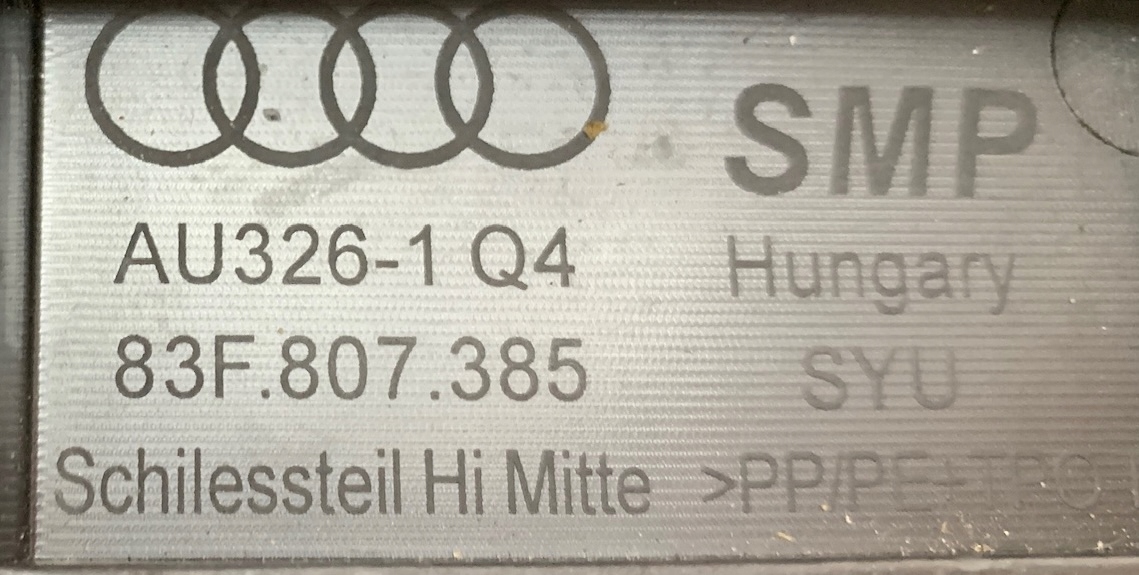 SMP
AU326-1 Q4
Hungary
83F.807.385
SYU
Schilessteil Hi Mitte